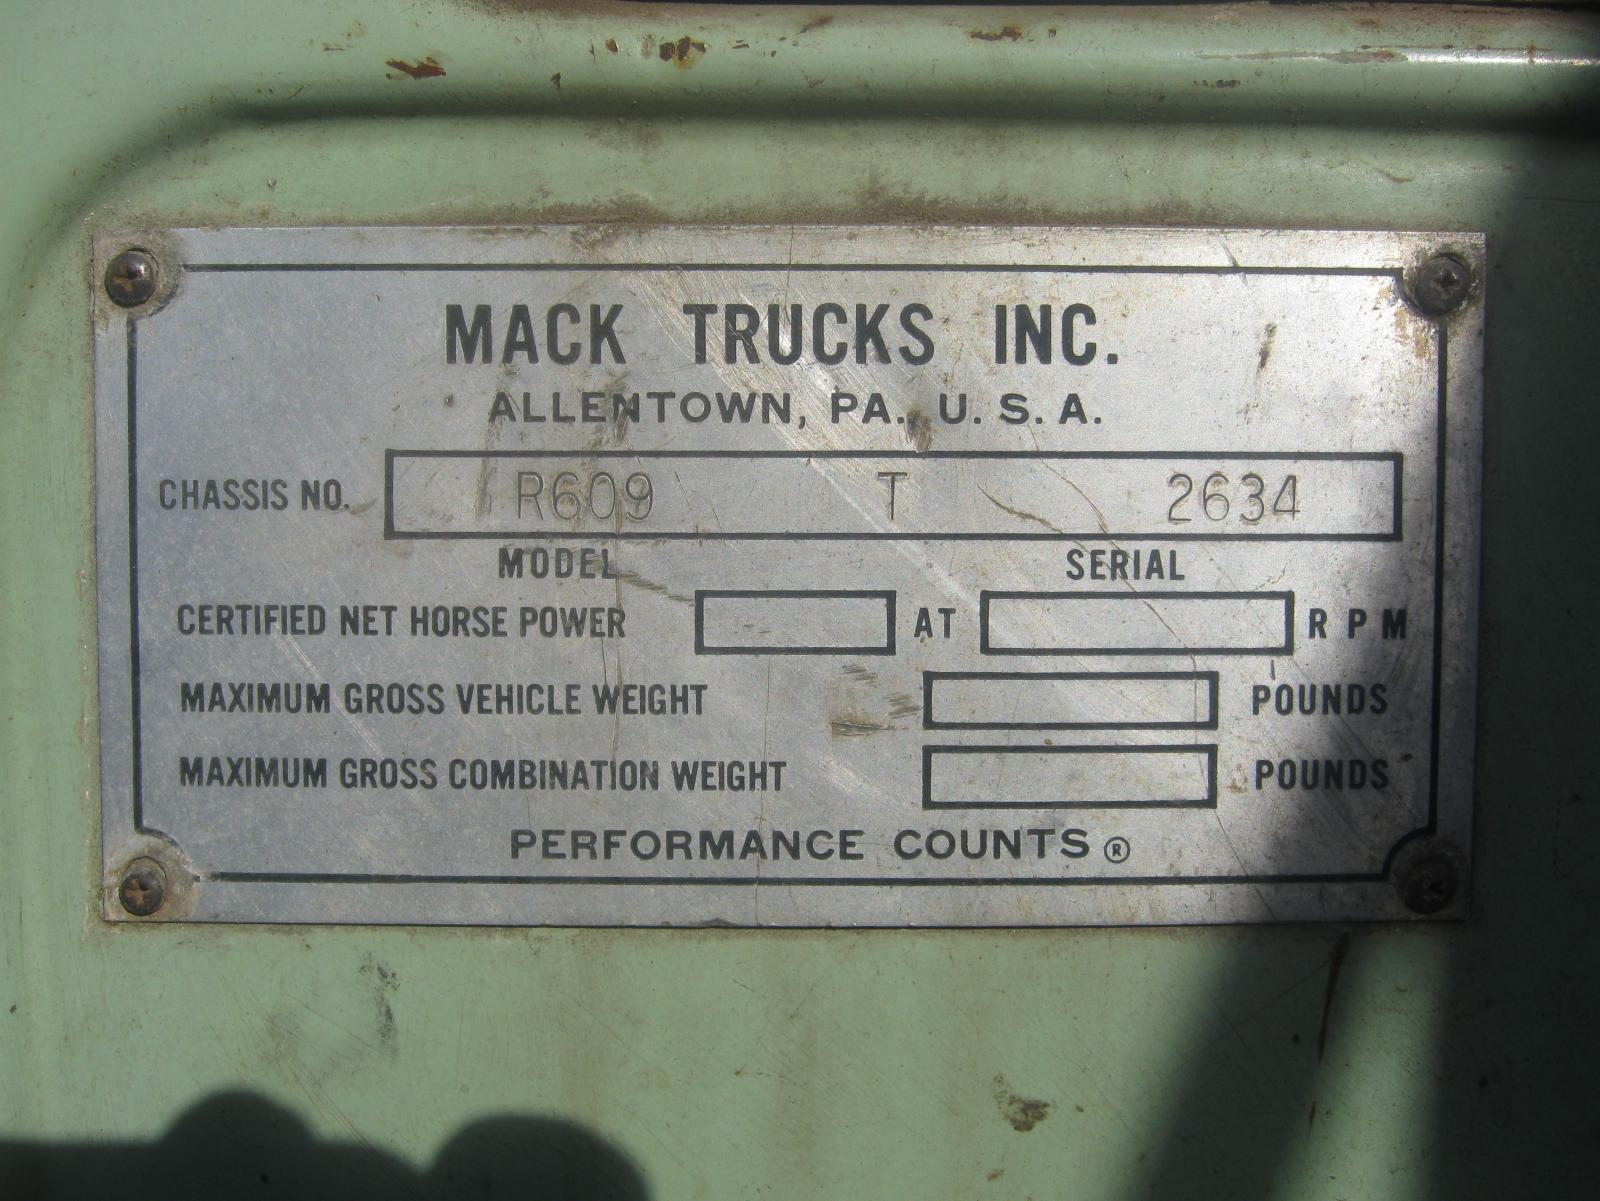 MACK TRUCKS INC.
ALLENTOWN, PA. U. S. A.
CHASSIS NO. R609 T 2634
MODEL SERIAL
CERTIFIED NET HORSE POWER AT R P M
MAXIMUM GROSS VEHICLE WEIGHT POUNDS
MAXIMUM GROSS COMBINATION WEIGHT POUNDS
PERFORMANCE COUNTS ®